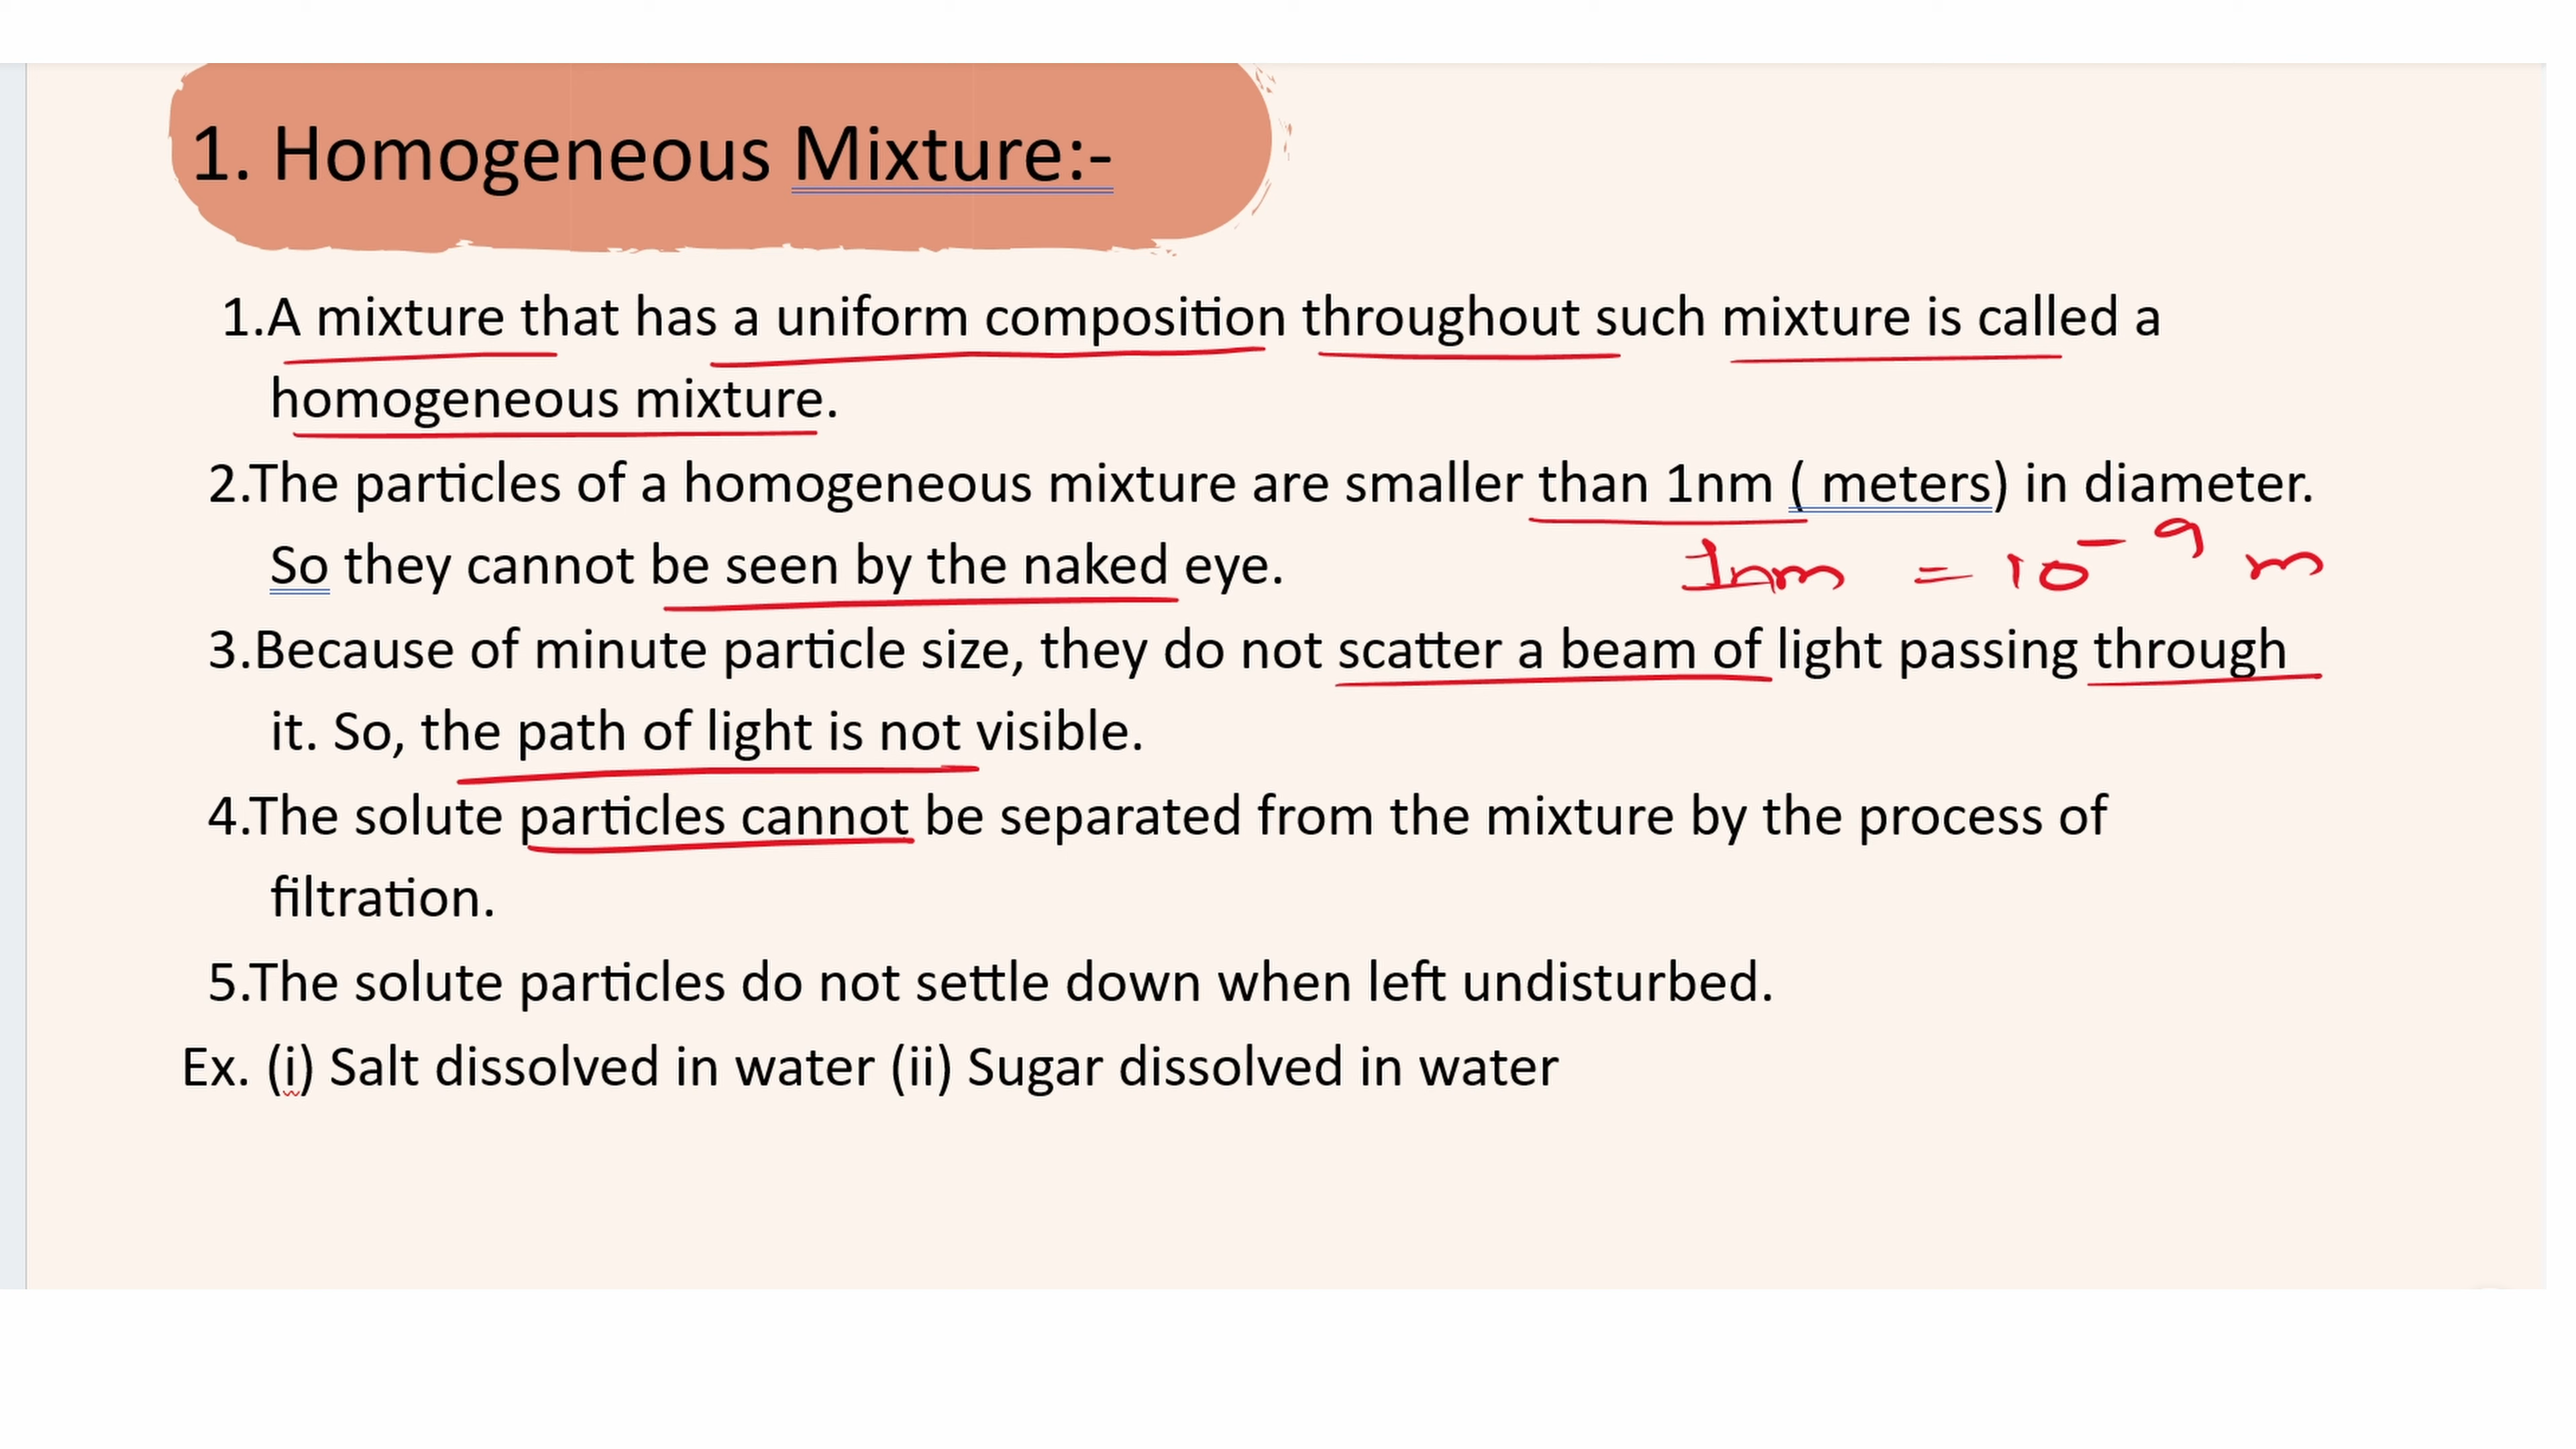 1. Homogeneous Mixture:-
1.A mixture that has a uniform composition throughout such mixture is called a
homogeneous mixture.
2.The particles of a homogeneous mixture are smaller than 1nm ( meters) in diameter.
So they cannot be seen by the naked eye.
1nm = 10⁻⁹ m
3.Because of minute particle size, they do not scatter a beam of light passing through
it. So, the path of light is not visible.
4.The solute particles cannot be separated from the mixture by the process of
filtration.
5.The solute particles do not settle down when left undisturbed.
Ex. (i) Salt dissolved in water (ii) Sugar dissolved in water